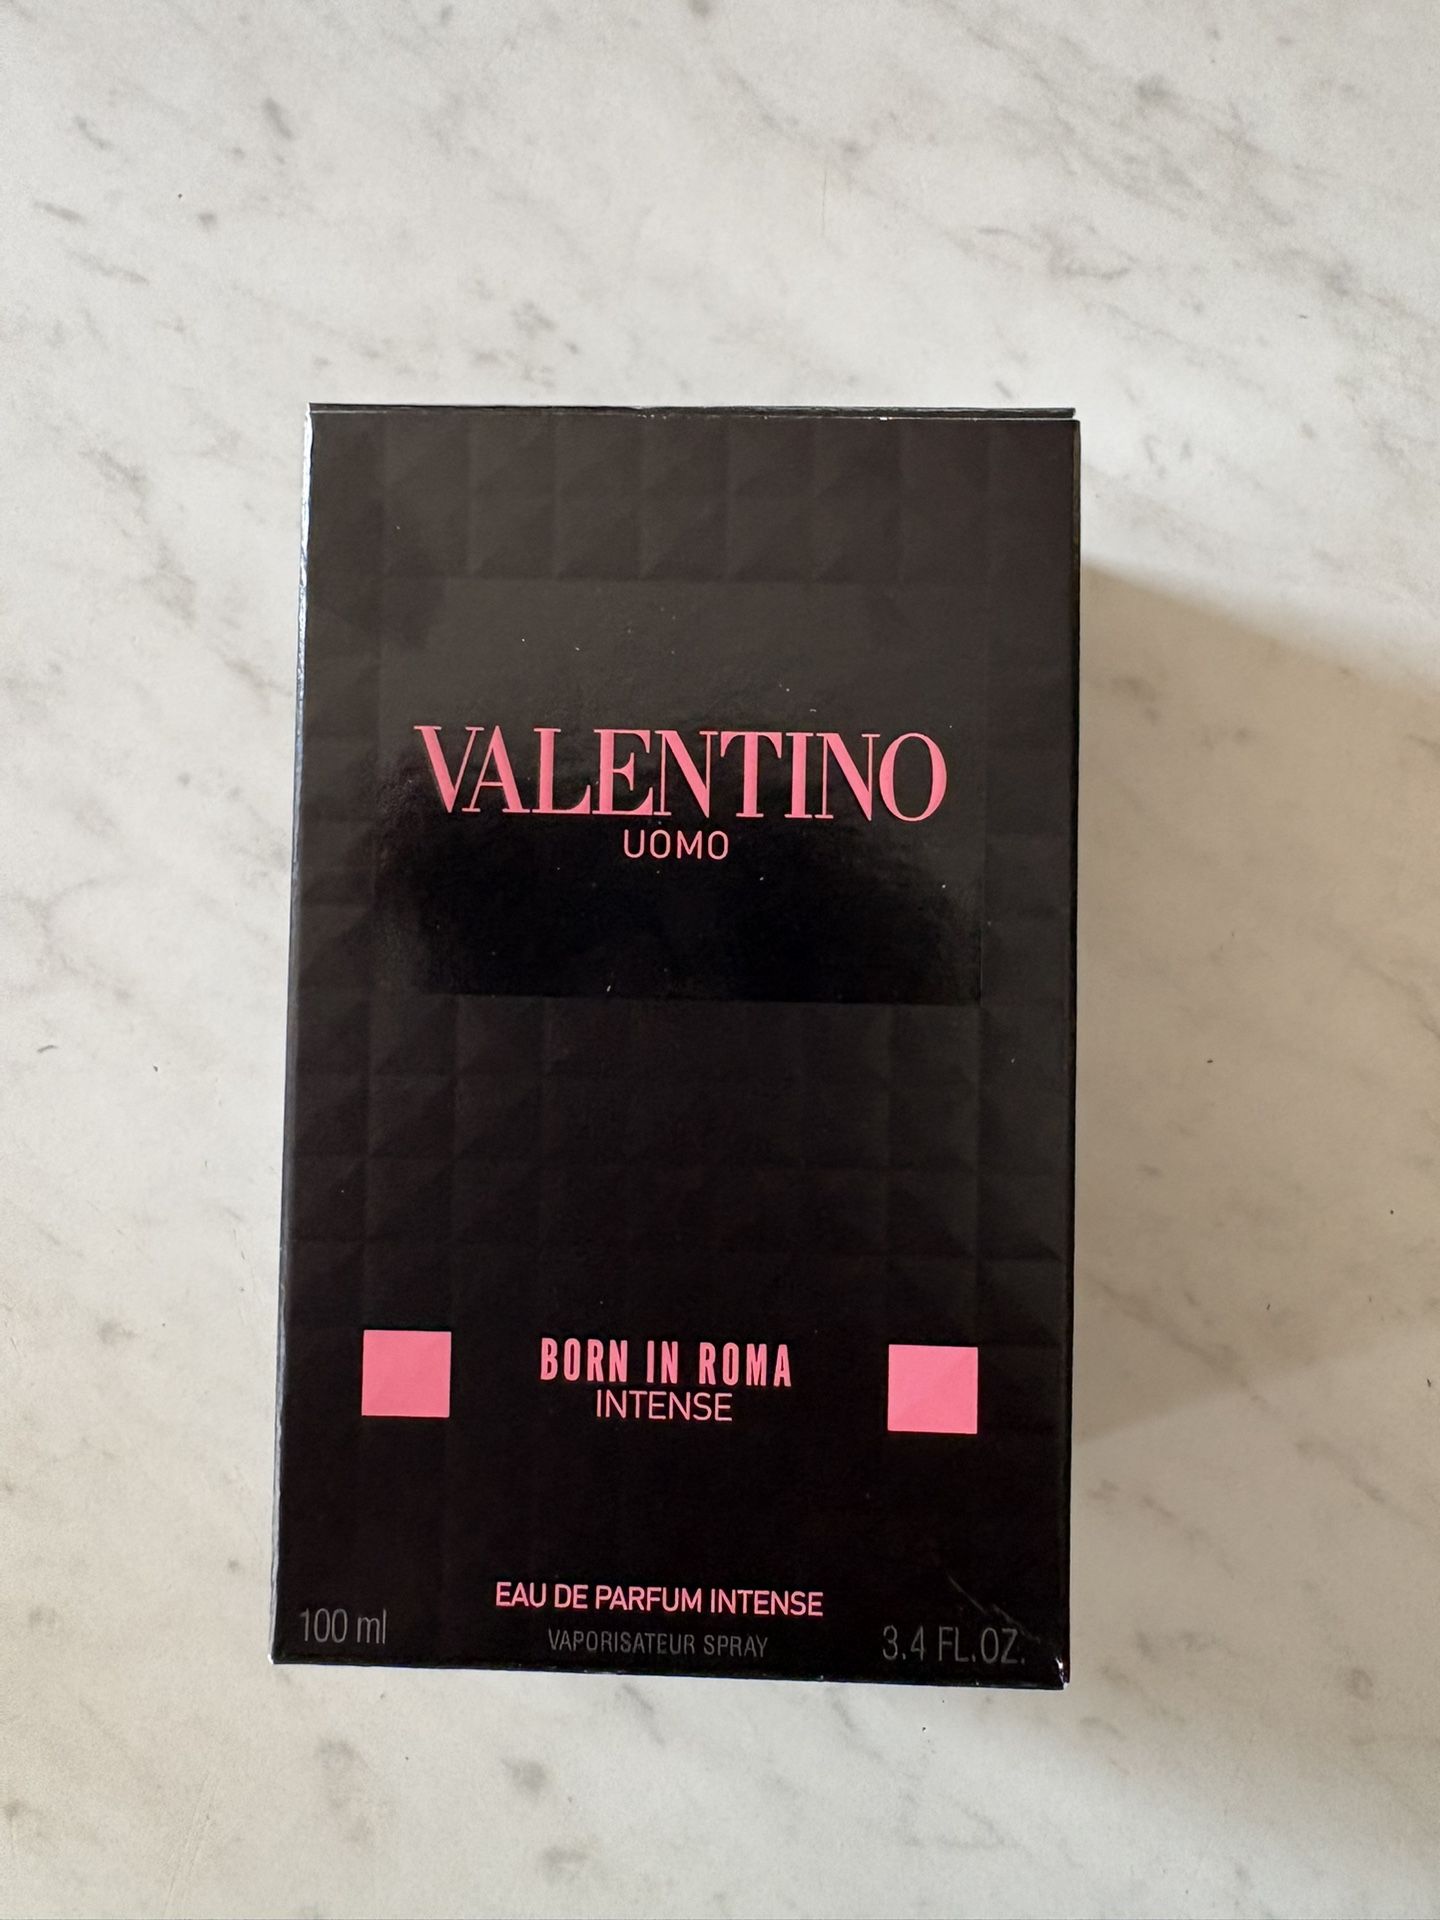 VALENTINO
UOMO
BORN IN ROMA
INTENSE
EAU DE PARFUM INTENSE
100 ml
VAPORISATEUR SPRAY
3.4 FL.OZ.